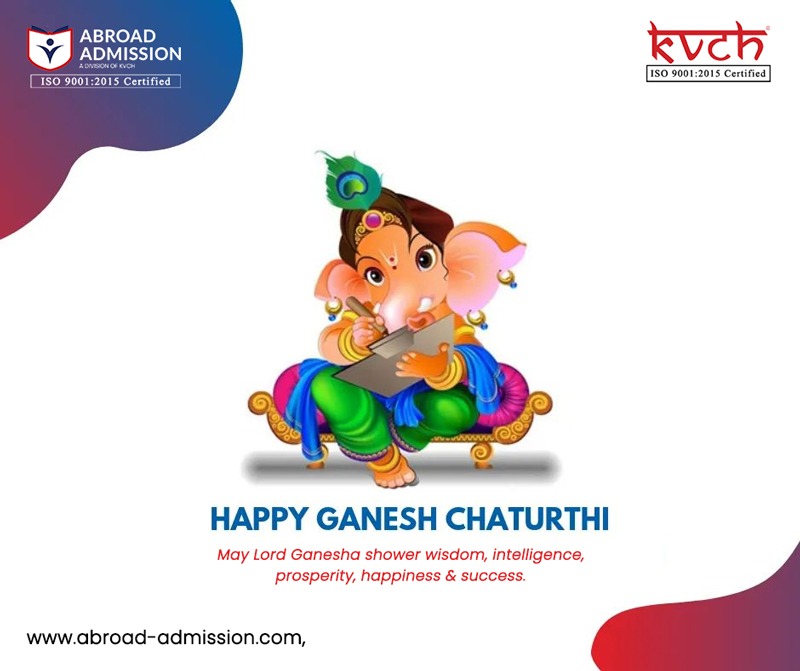 ABROAD
ADMISSION
A DIVISION OF KVCH
ISO 9001:2015 Certified
kvch
ISO 9001:2015 Certified
HAPPY GANESH CHATURTHI
May Lord Ganesha shower wisdom, intelligence,
prosperity, happiness & success.
www.abroad-admission.com,